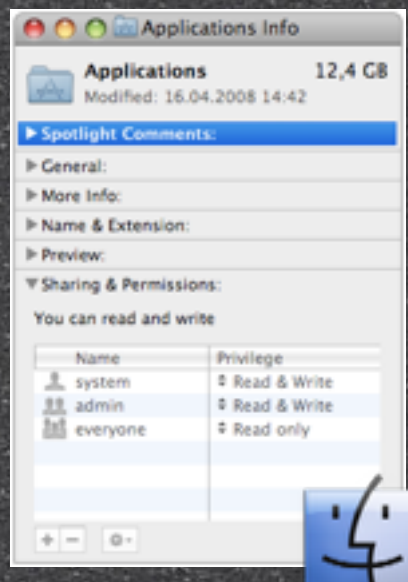 Applications Info
Applications 12,4 GB
Modified: 16.04.2008 14:42
Spotlight Comments:
General:
More Info:
Name & Extension:
Preview:
Sharing & Permissions:
You can read and write
Name Privilege
system Read & Write
admin Read & Write
everyone Read only